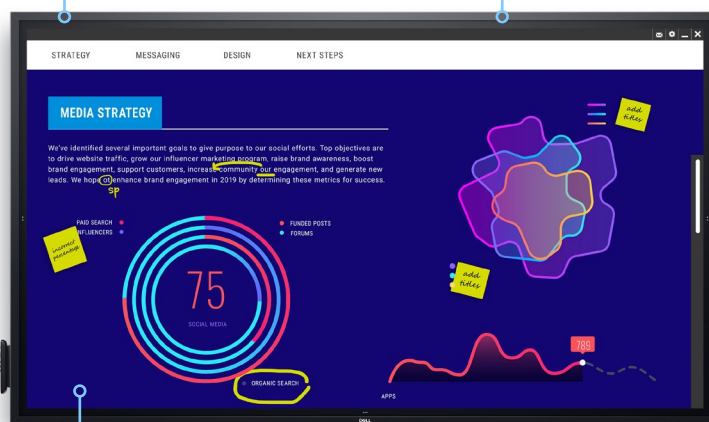 STRATEGY MESSAGING DESIGN NEXT STEPS
MEDIA STRATEGY
We've identified several important goals to give purpose to our social efforts. Top objectives are
to drive website traffic, grow our influencer marketing program, raise brand awareness, boost
brand engagement, support customers, increase community our engagement, and generate new
leads. We hope ot enhance brand engagement in 2019 by determining these metrics for success.
sp
add
titles
PAID SEARCH
NFLUENCERS
FUNDED POSTS
FORUMS
incorrect
percentage
75
SOCIAL MEDIA
add
titles
789
ORGANIC SEARCH
APPS
DELL